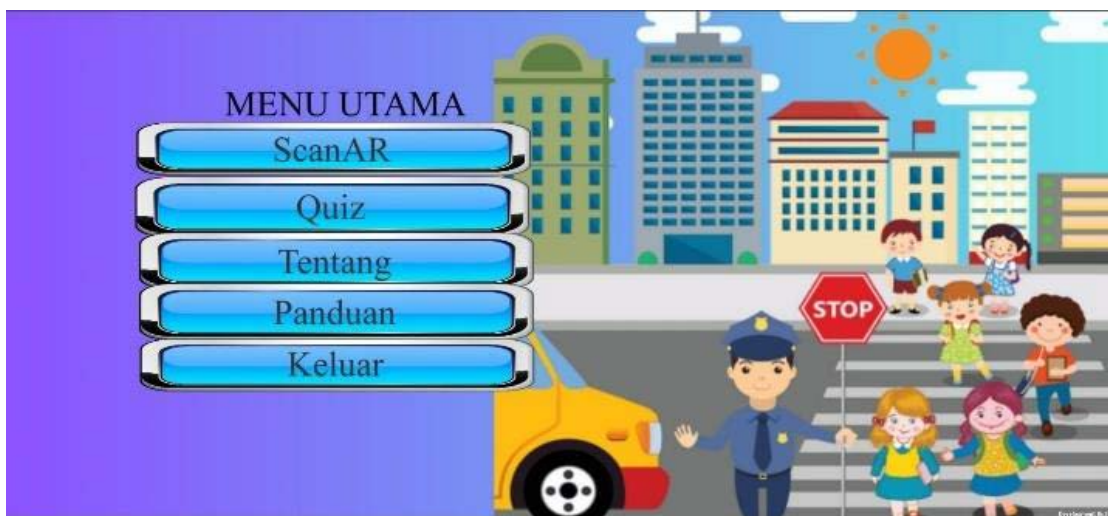 MENU UTAMA
ScanAR
Quiz
Tentang
Panduan
Keluar
STOP